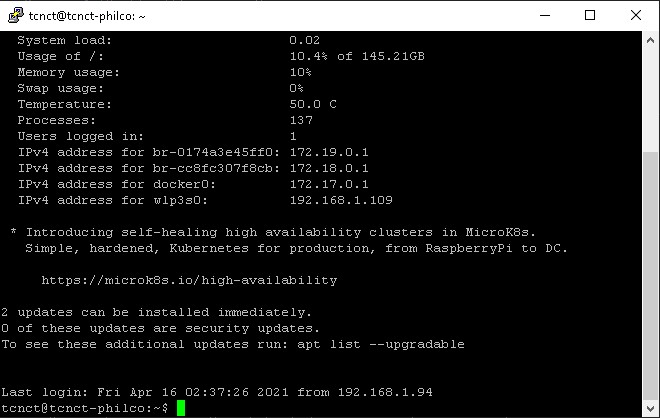 tcnct@tcnct-philco: ~
System load: 0.02
Usage of /: 10.4% of 145.21GB
Memory usage: 10%
Swap usage: 0%
Temperature: 50.0 C
Processes: 137
Users logged in: 1
IPv4 address for br-0174a3e45ff0: 172.19.0.1
IPv4 address for br-cc8fc307f8cb: 172.18.0.1
IPv4 address for docker0: 172.17.0.1
IPv4 address for wlp3s0: 192.168.1.109
* Introducing self-healing high availability clusters in MicroK8s.
Simple, hardened, Kubernetes for production, from RaspberryPi to DC.
https://microk8s.io/high-availability
2 updates can be installed immediately.
0 of these updates are security updates.
To see these additional updates run: apt list --upgradable
Last login: Fri Apr 16 02:37:26 2021 from 192.168.1.94
tcnct@tcnct-philco:~$